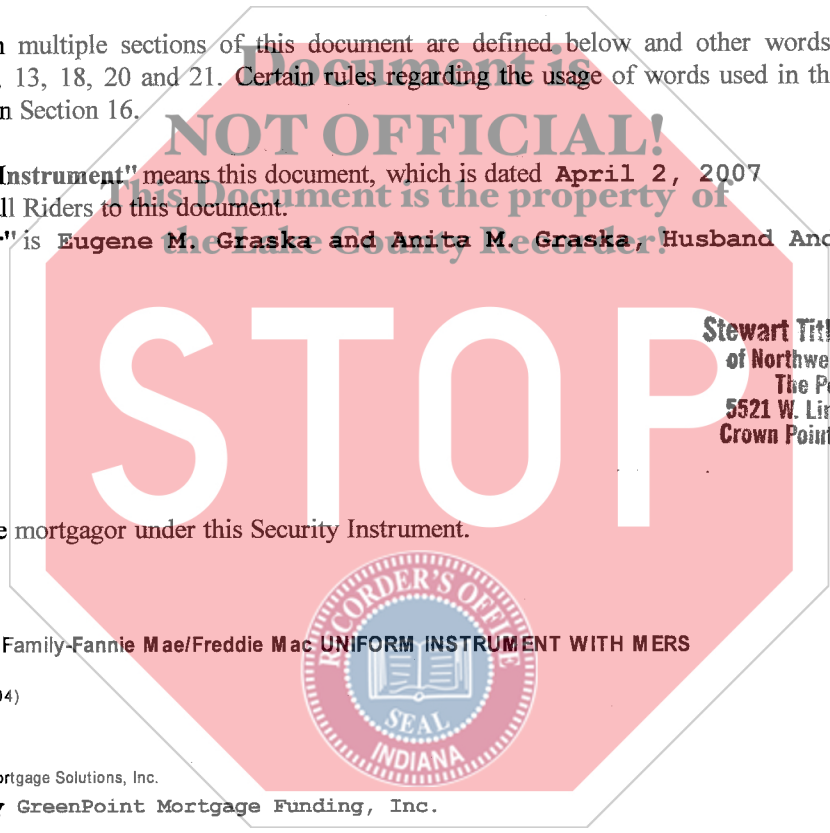 multiple sections of this document are defined below and other words
13, 18, 20 and 21. Certain rules regarding the usage of words used in th
n Section 16.
Document is
NOT OFFICIAL!
Instrument" means this document, which is dated April 2, 2007
This Document is the property of
ll Riders to this document.
the Lake County Recorder!
" is Eugene M. Graska and Anita M. Graska, Husband And
STOP
Stewart Titl
of Northwe
The P
5521 W. Lin
Crown Point
e mortgagor under this Security Instrument.
RECORDER'S OFFICE
Family-Fannie Mae/Freddie Mac UNIFORM INSTRUMENT WITH MERS
04)
SEAL
INDIANA
ortgage Solutions, Inc.
GreenPoint Mortgage Funding, Inc.